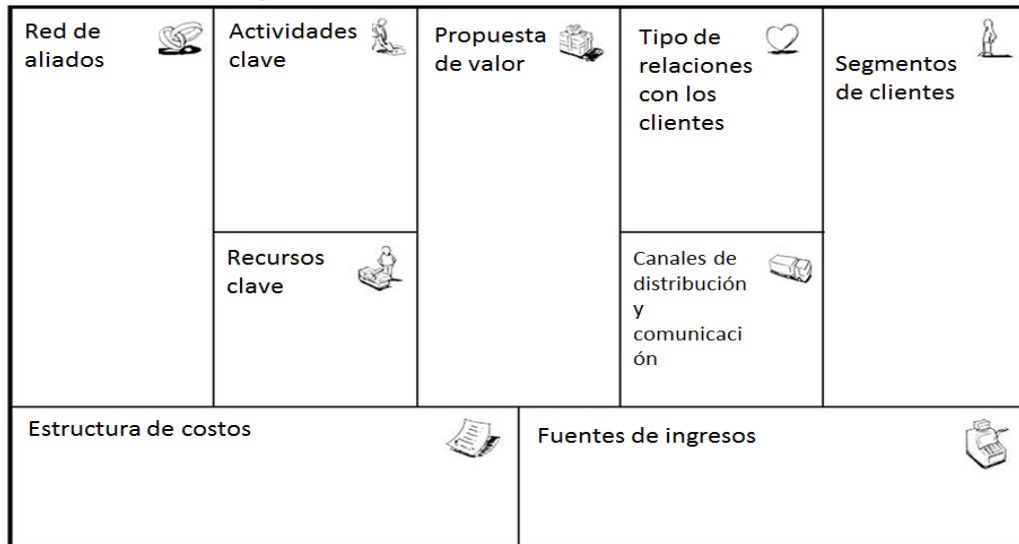 Red de
aliados
Actividades
clave
Recursos
clave
Propuesta
de valor
Tipo de
relaciones
con los
clientes
Canales de
distribución
y
comunicaci
ón
Segmentos
de clientes
Estructura de costos
Fuentes de ingresos